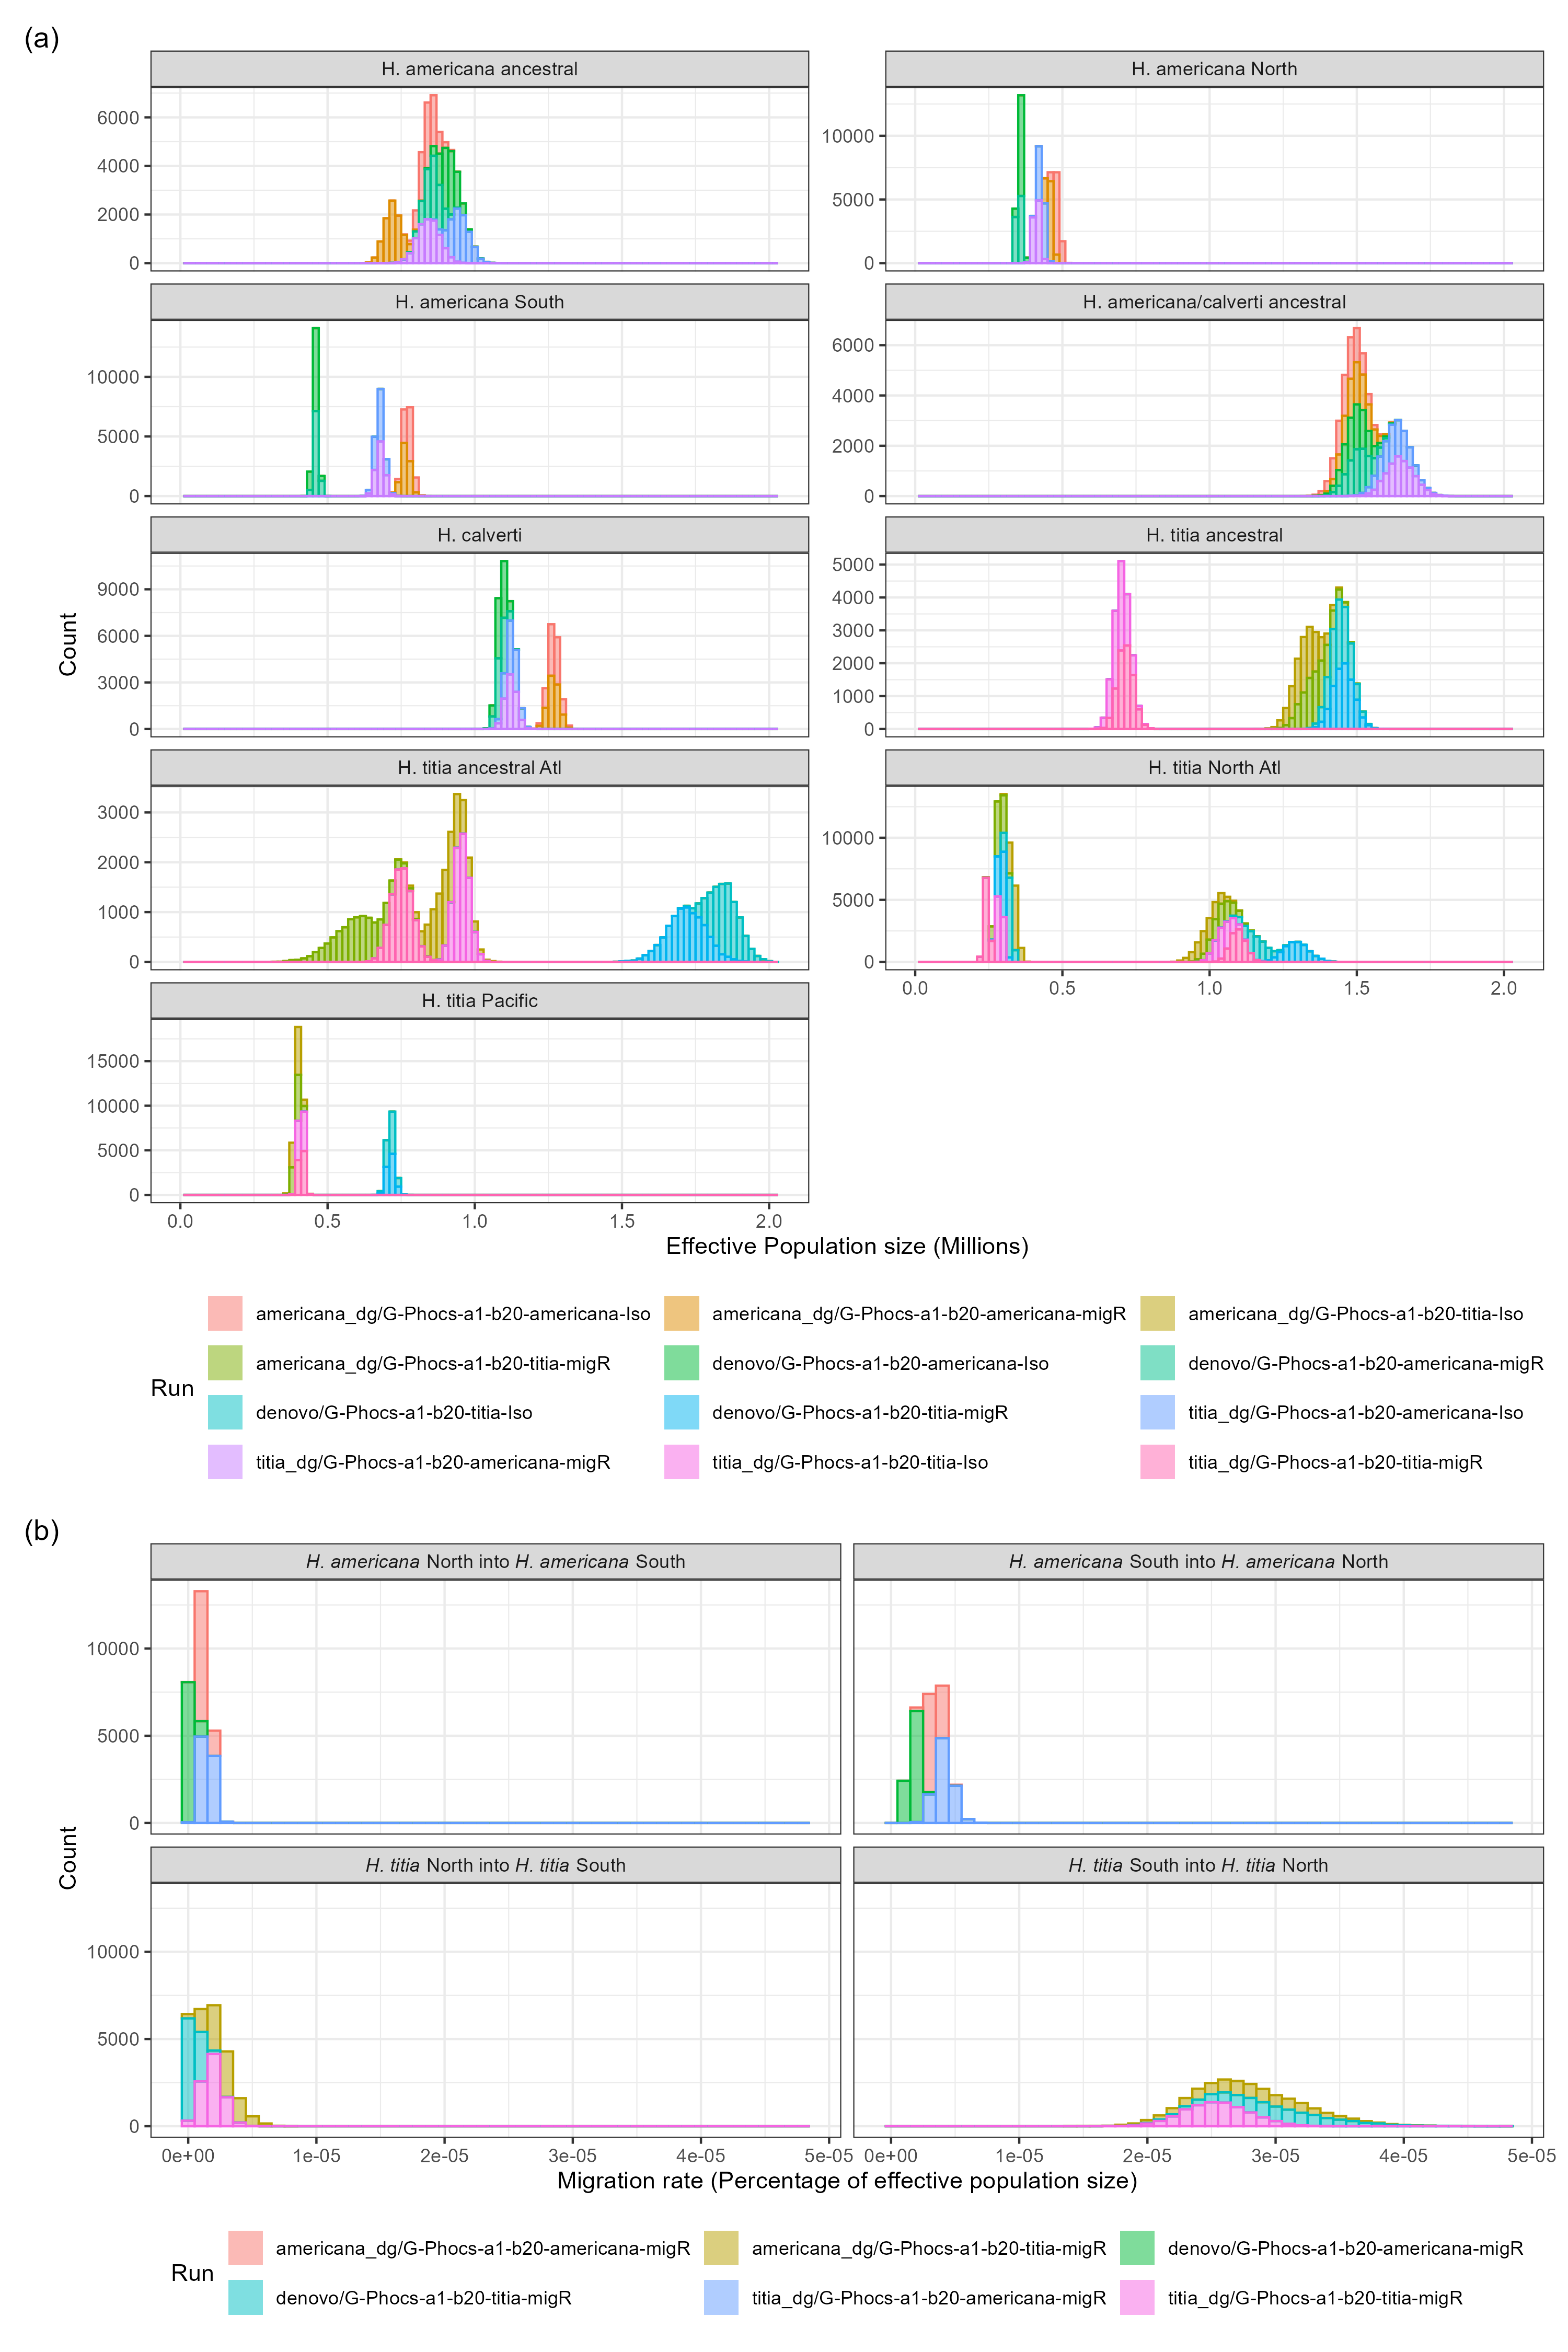 (a)
H. americana ancestral
H. americana North
6000
4000
2000
0
10000
5000
0
H. americana South
H. americana/calverti ancestral
10000
5000
0
6000
4000
2000
0
H. calverti
H. titia ancestral
9000
6000
3000
0
5000
4000
3000
2000
1000
0
Count
H. titia ancestral Atl
H. titia North Atl
3000
2000
1000
0
10000
5000
0
0.0 0.5 1.0 1.5 2.0
H. titia Pacific
15000
10000
5000
0
0.0 0.5 1.0 1.5 2.0
Effective Population size (Millions)
Run
americana_dg/G-Phocs-a1-b20-americana-Iso
americana_dg/G-Phocs-a1-b20-americana-migR
americana_dg/G-Phocs-a1-b20-titia-Iso
americana_dg/G-Phocs-a1-b20-titia-migR
denovo/G-Phocs-a1-b20-americana-Iso
denovo/G-Phocs-a1-b20-americana-migR
denovo/G-Phocs-a1-b20-titia-Iso
denovo/G-Phocs-a1-b20-titia-migR
titia_dg/G-Phocs-a1-b20-americana-Iso
titia_dg/G-Phocs-a1-b20-americana-migR
titia_dg/G-Phocs-a1-b20-titia-Iso
titia_dg/G-Phocs-a1-b20-titia-migR
(b)
H. americana North into H. americana South
H. americana South into H. americana North
10000
5000
0
Count
H. titia North into H. titia South
H. titia South into H. titia North
10000
5000
0
0e+00 1e-05 2e-05 3e-05 4e-05 5e-05
0e+00 1e-05 2e-05 3e-05 4e-05 5e-05
Migration rate (Percentage of effective population size)
Run
americana_dg/G-Phocs-a1-b20-americana-migR
americana_dg/G-Phocs-a1-b20-titia-migR
denovo/G-Phocs-a1-b20-americana-migR
denovo/G-Phocs-a1-b20-titia-migR
titia_dg/G-Phocs-a1-b20-americana-migR
titia_dg/G-Phocs-a1-b20-titia-migR